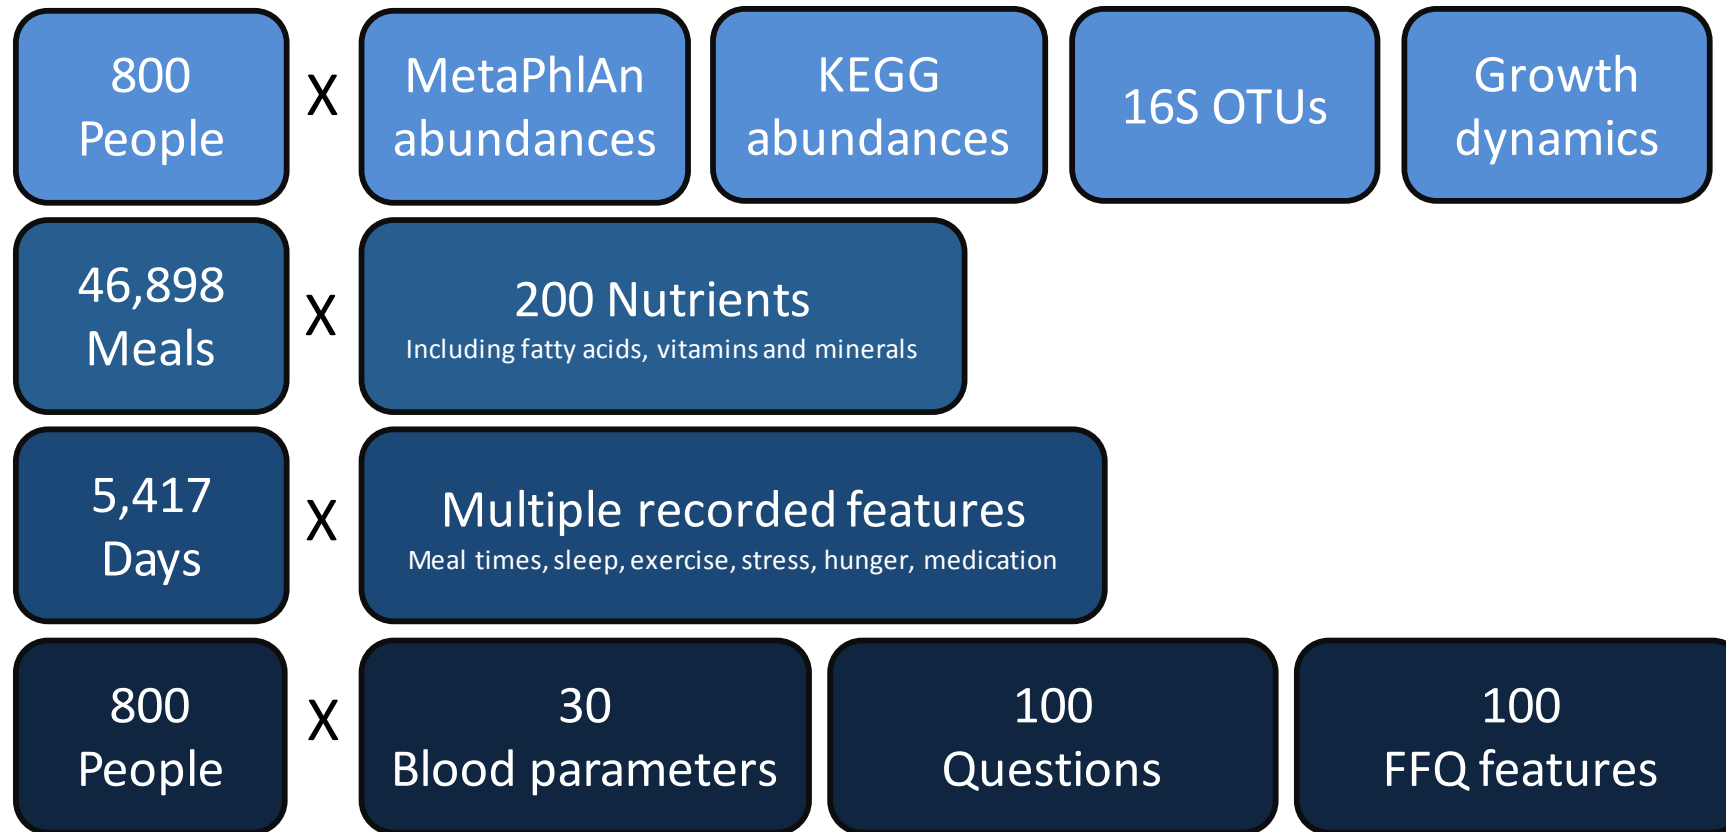 800
People
X
MetaPhlAn
abundances
KEGG
abundances
16S OTUs
Growth
dynamics
46,898
Meals
X
200 Nutrients
Including fatty acids, vitamins and minerals
5,417
Days
X
Multiple recorded features
Meal times, sleep, exercise, stress, hunger, medication
800
People
X
30
Blood parameters
100
Questions
100
FFQ features